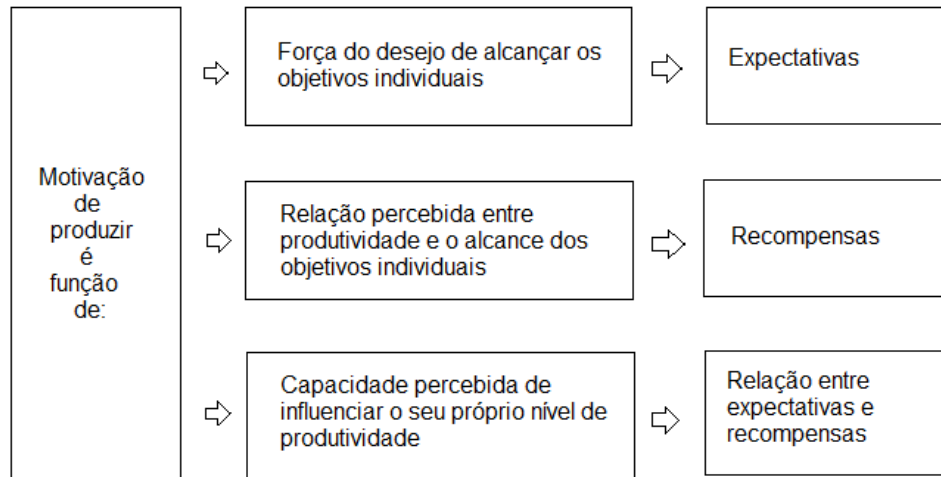 Motivação
de
produzir
é
função
de:
Força do desejo de alcançar os
objetivos individuais
Expectativas
Relação percebida entre
produtividade e o alcance dos
objetivos individuais
Recompensas
Capacidade percebida de
influenciar o seu próprio nível de
produtividade
Relação entre
expectativas e
recompensas